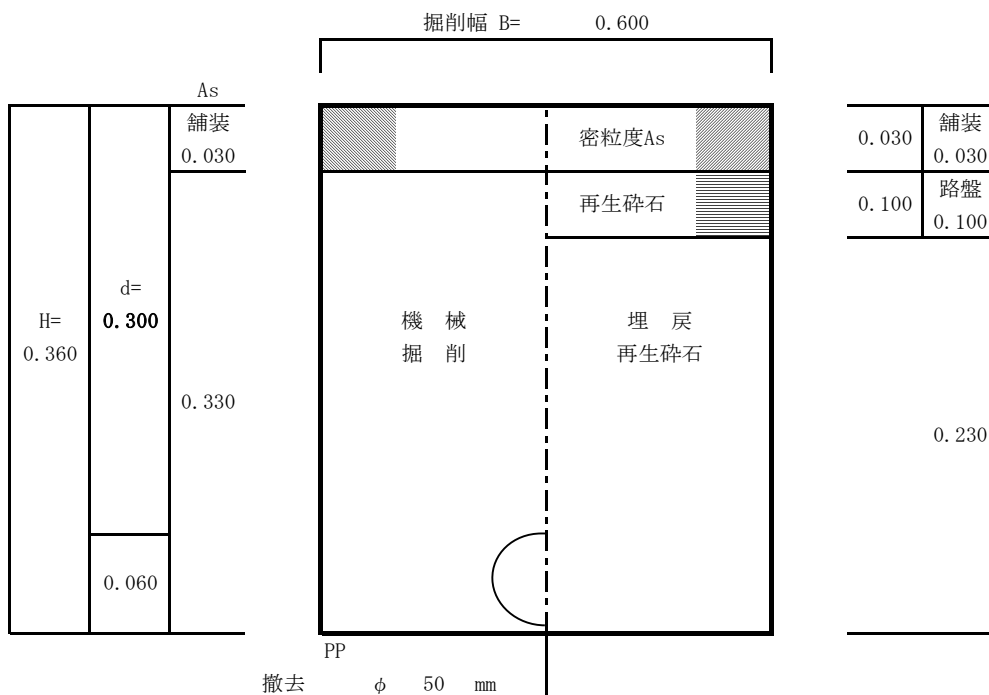 掘削幅 B= 0.600
As
舗装
0.030
密粒度As
0.030
舗装
0.030
再生砕石
0.100
路盤
0.100
d=
0.300
H=
0.360
機 械
掘 削
埋 戻
再生砕石
0.330
0.230
0.060
PP
撤去 φ 50 mm